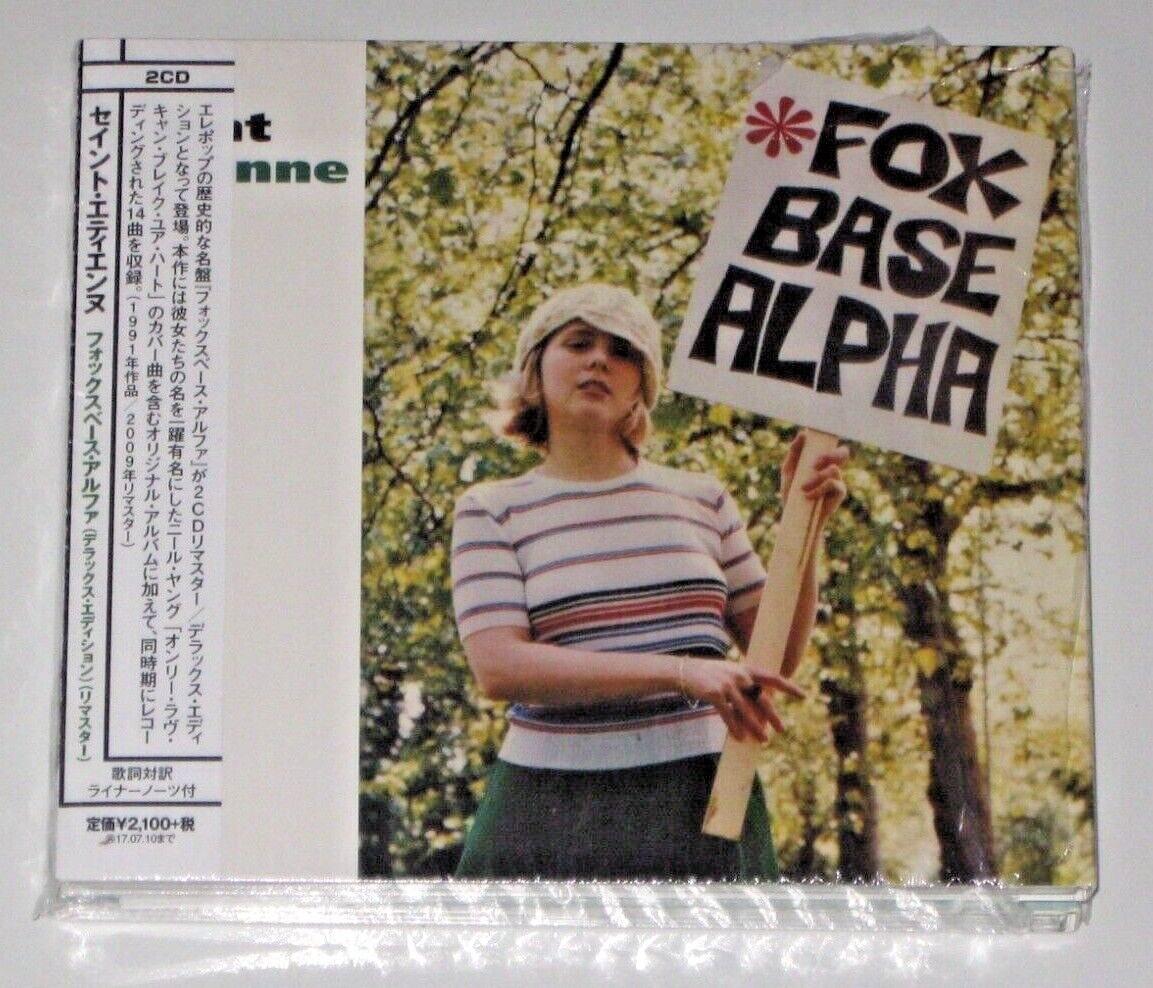 2CD
セイント・エティエンヌ フォックスベース・アルファ(デラックス・エディション)(リマスター)
エレポップの歴史的な名盤『フォックスベース・アルファ』が2CDリマスター/デラックス・エディ
ションとなって登場。本作には彼女たちの名を一躍有名にしたニール・ヤング「オンリー・ラヴ・
キャン・ブレイク・ユア・ハート」のカバー曲を含むオリジナル・アルバムに加えて、同時期にレコー
ディングされた14曲を収録。(1991年作品/2009年リマスター)
歌詞対訳
ライナーノーツ付
定価¥2,100+税
17.07.10まで
nt
nne
FOX
BASE
ALPHA